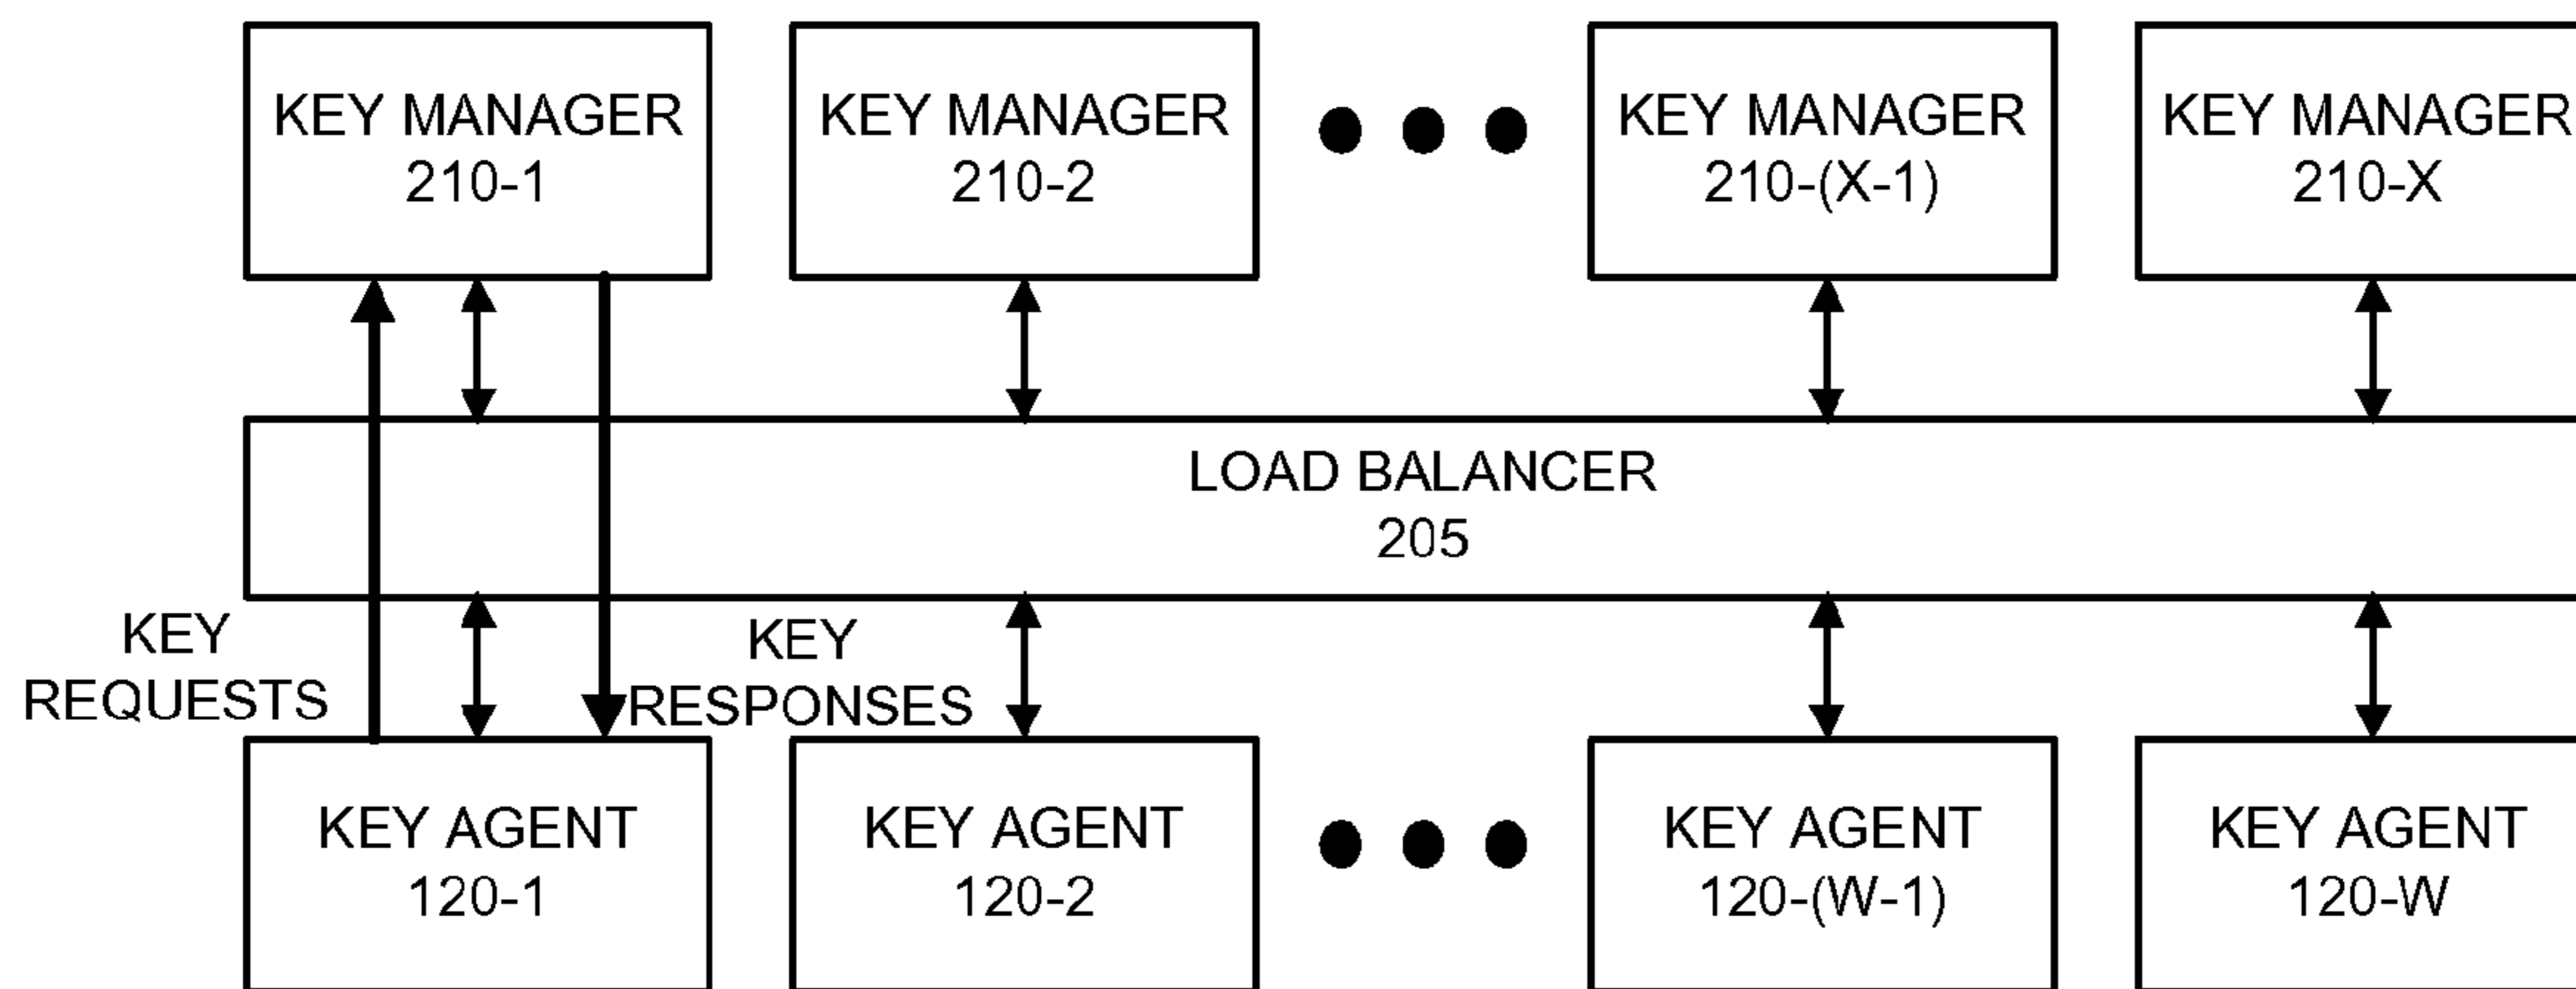 KEY MANAGER
210-1
KEY MANAGER
210-2
KEY MANAGER
210-(X-1)
KEY MANAGER
210-X
LOAD BALANCER
205
KEY
REQUESTS
KEY
RESPONSES
KEY AGENT
120-1
KEY AGENT
120-2
KEY AGENT
120-(W-1)
KEY AGENT
120-W